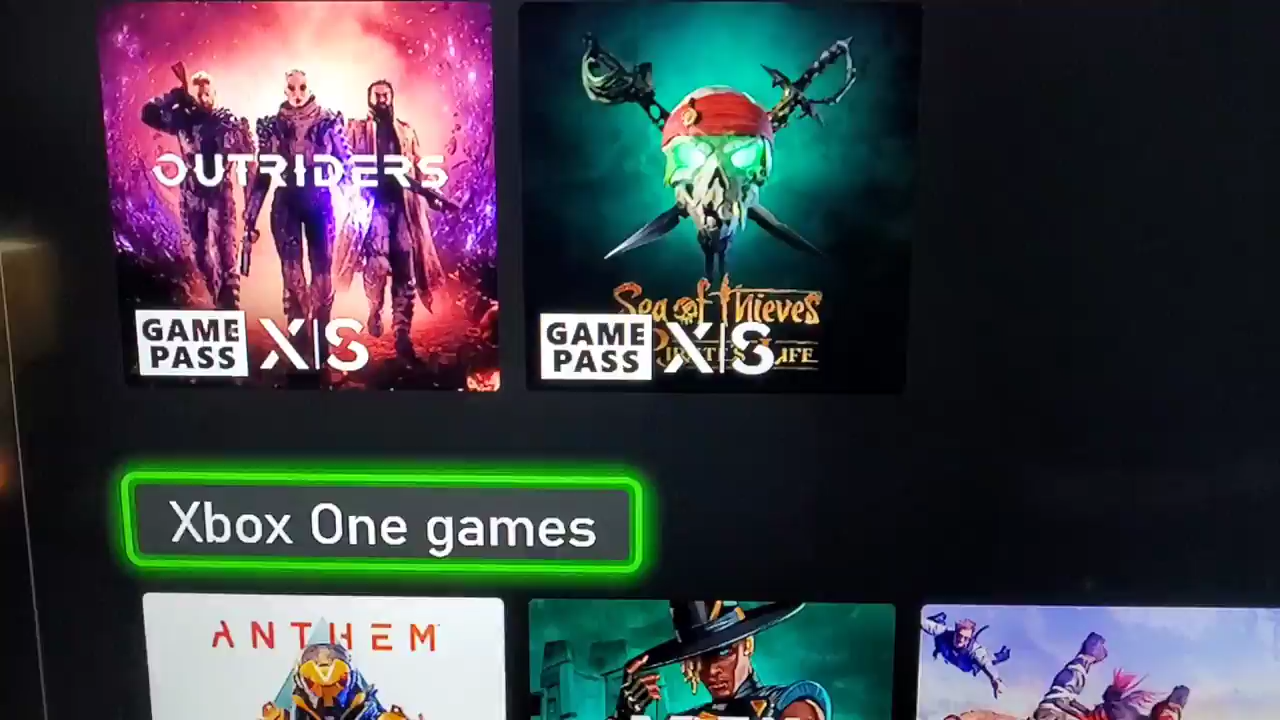 OUTRIDERS
GAME
PASS
X|S
Sea of Thieves
GAME
PASS
X|S
Xbox One games
ANTHEM